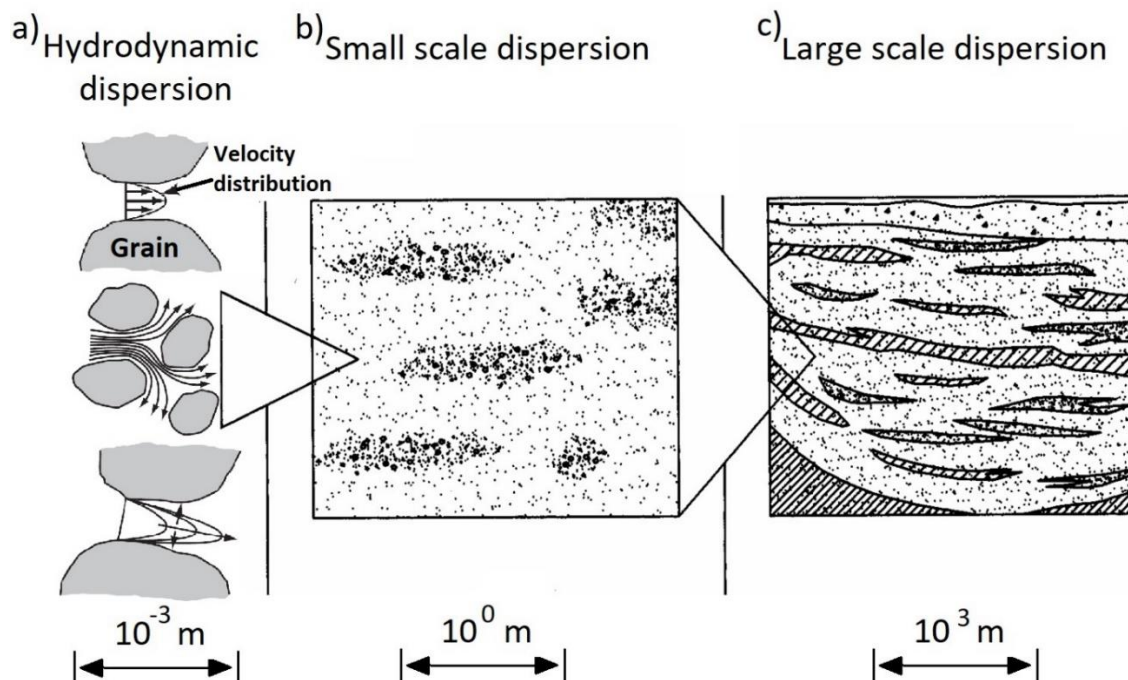 a) Hydrodynamic
dispersion
Velocity
distribution
Grain
10⁻³ m
b) Small scale dispersion
10⁰ m
c) Large scale dispersion
10³ m